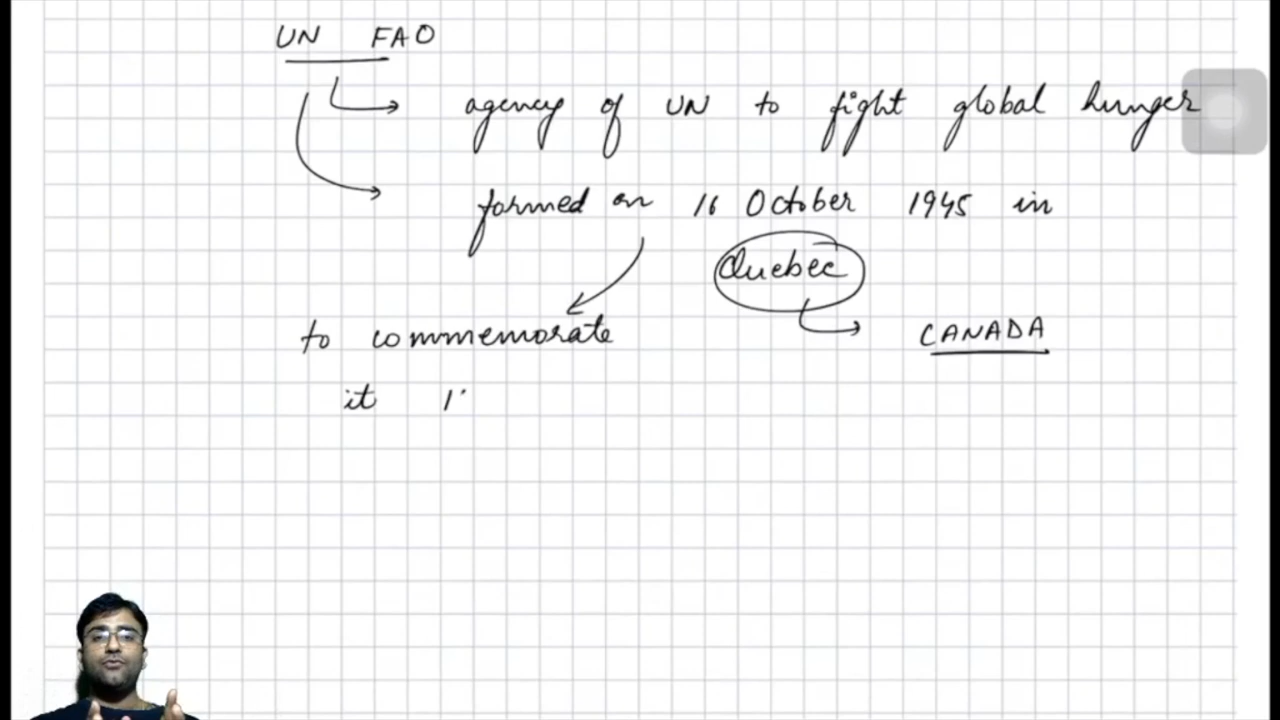 UN FAO
agency of UN to fight global hunger
formed on 16 October 1945 in
Quebec
to commemorate
CANADA
it